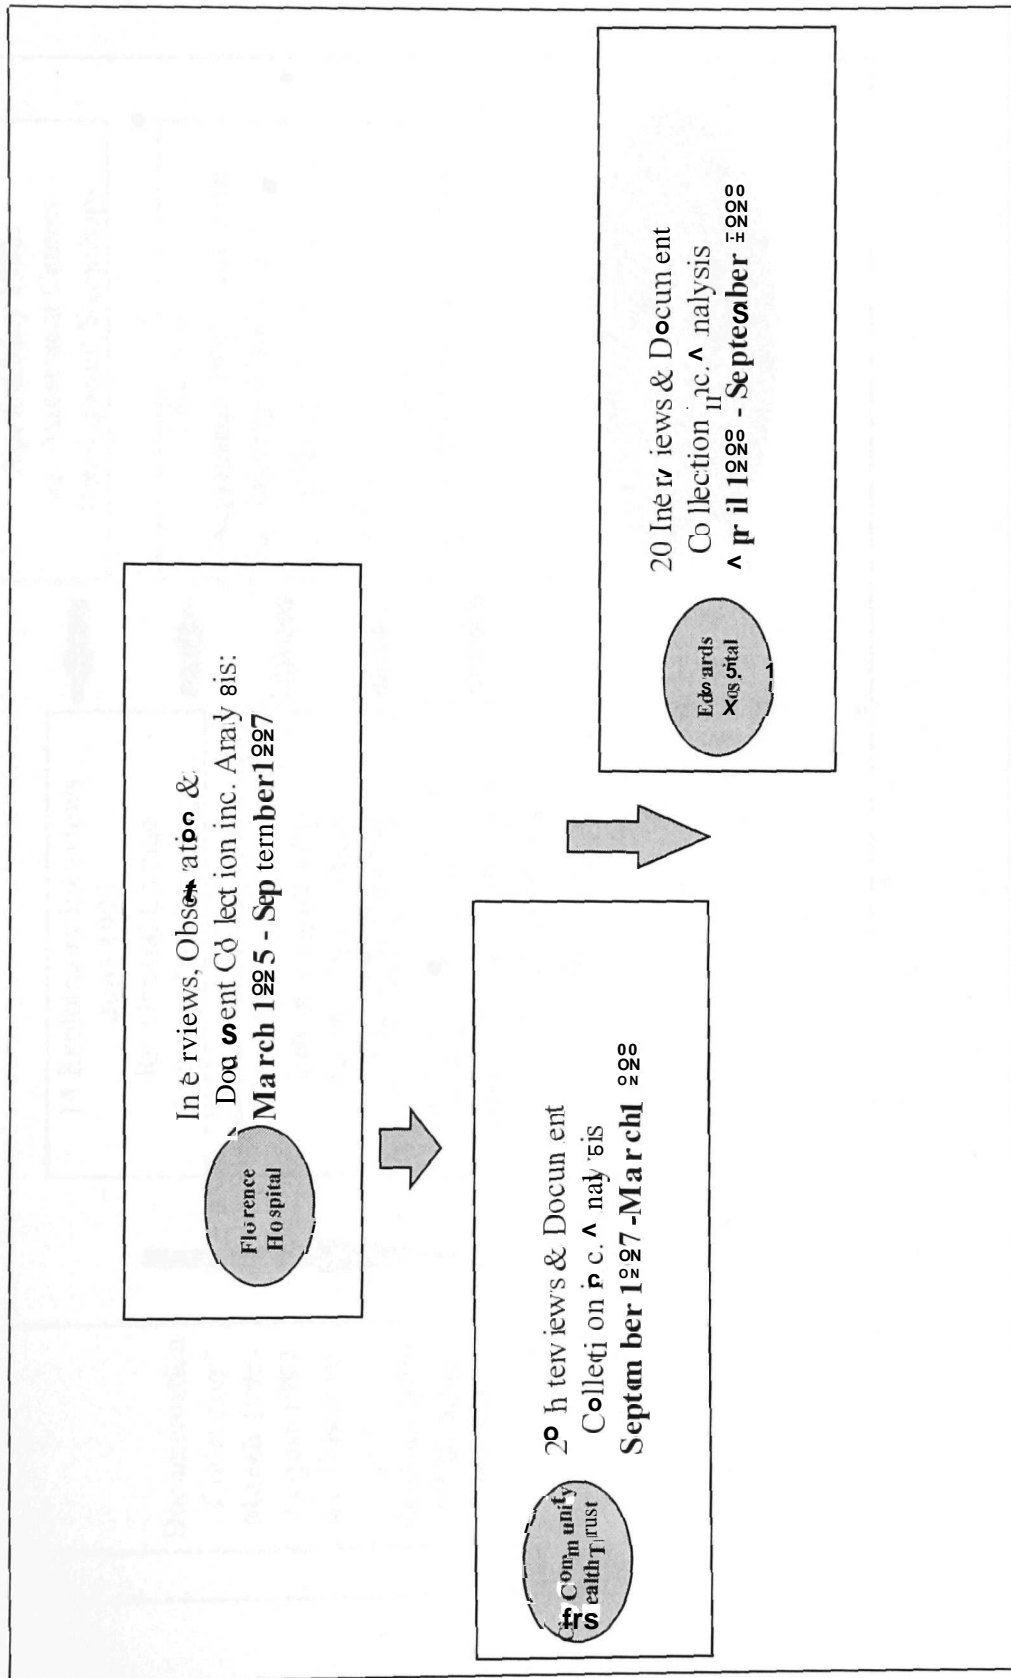 Florence
Hospital
Interviews, Observation &
Document Collection inc. Analysis:
March 1995 - September 1997
Community
Health Trust
20 Interviews & Document
Collection inc. Analysis
September 1997 - March 1998
Edwards
Hospital
20 Interviews & Document
Collection inc. Analysis
April 1998 - September 1998